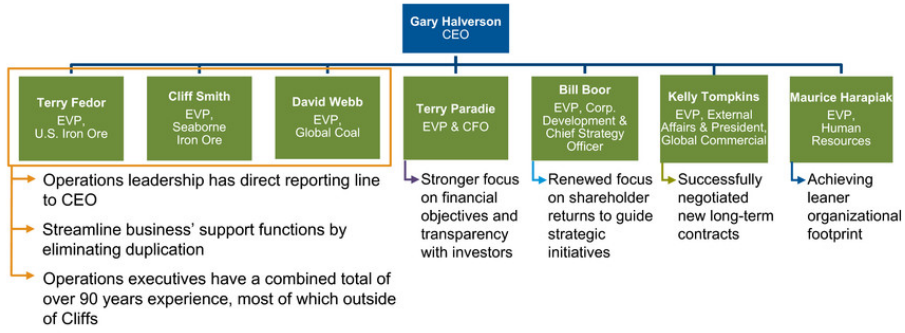 Gary Halverson
CEO
Terry Fedor
EVP,
U.S. Iron Ore
Cliff Smith
EVP,
Seaborne
Iron Ore
David Webb
EVP,
Global Coal
Terry Paradie
EVP & CFO
Bill Boor
EVP, Corp.
Development &
Chief Strategy
Officer
Kelly Tompkins
EVP, External
Affairs & President,
Global Commercial
Maurice Harapiak
EVP,
Human
Resources
Operations leadership has direct reporting line
to CEO
Streamline business' support functions by
eliminating duplication
Operations executives have a combined total of
over 90 years experience, most of which outside
of Cliffs
Stronger focus
on financial
objectives and
transparency
with investors
Renewed focus
on shareholder
returns to guide
strategic
initiatives
Successfully
negotiated
new long-term
contracts
Achieving
leaner
organizational
footprint